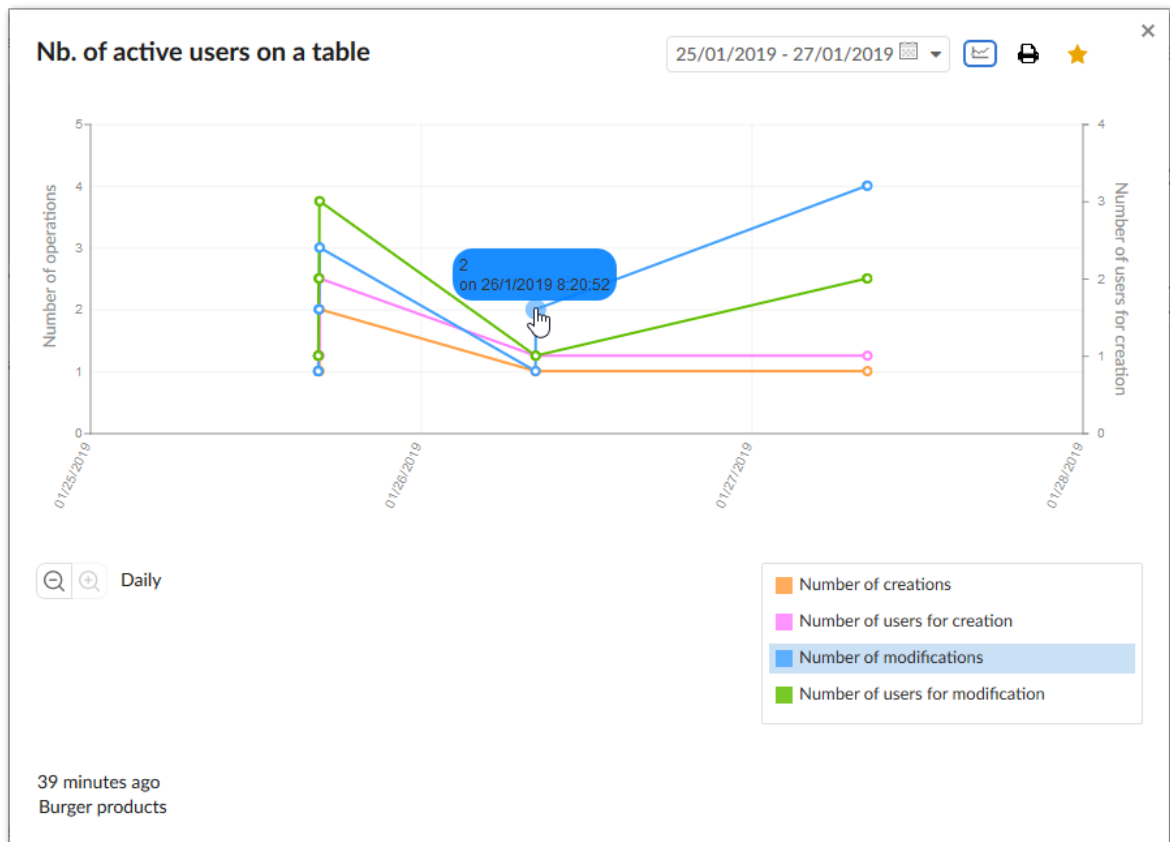 ×
Nb. of active users on a table
25/01/2019 - 27/01/2019
5
4
3
2
1
0
Number of operations
4
3
2
1
0
Number of users for creation
2
on 26/1/2019 8:20:52
01/25/2019
01/26/2019
01/27/2019
01/28/2019
Daily
Number of creations
Number of users for creation
Number of modifications
Number of users for modification
39 minutes ago
Burger products